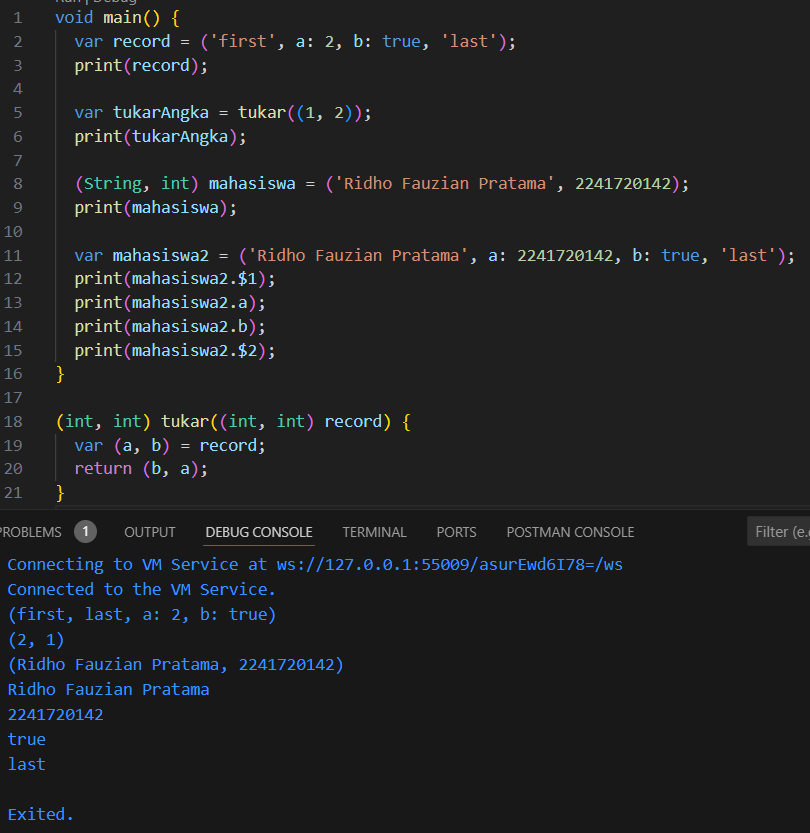 Run | Debug
1 void main() {
2 var record = ('first', a: 2, b: true, 'last');
3 print(record);
4
5 var tukarAngka = tukar((1, 2));
6 print(tukarAngka);
7
8 (String, int) mahasiswa = ('Ridho Fauzian Pratama', 2241720142);
9 print(mahasiswa);
10
11 var mahasiswa2 = ('Ridho Fauzian Pratama', a: 2241720142, b: true, 'last');
12 print(mahasiswa2.$1);
13 print(mahasiswa2.a);
14 print(mahasiswa2.b);
15 print(mahasiswa2.$2);
16 }
17
18 (int, int) tukar((int, int) record) {
19 var (a, b) = record;
20 return (b, a);
21 }
PROBLEMS 1 OUTPUT DEBUG CONSOLE TERMINAL PORTS POSTMAN CONSOLE Filter (e.g
Connecting to VM Service at ws://127.0.0.1:55009/asurEwd6I78=/ws
Connected to the VM Service.
(first, last, a: 2, b: true)
(2, 1)
(Ridho Fauzian Pratama, 2241720142)
Ridho Fauzian Pratama
2241720142
true
last
Exited.